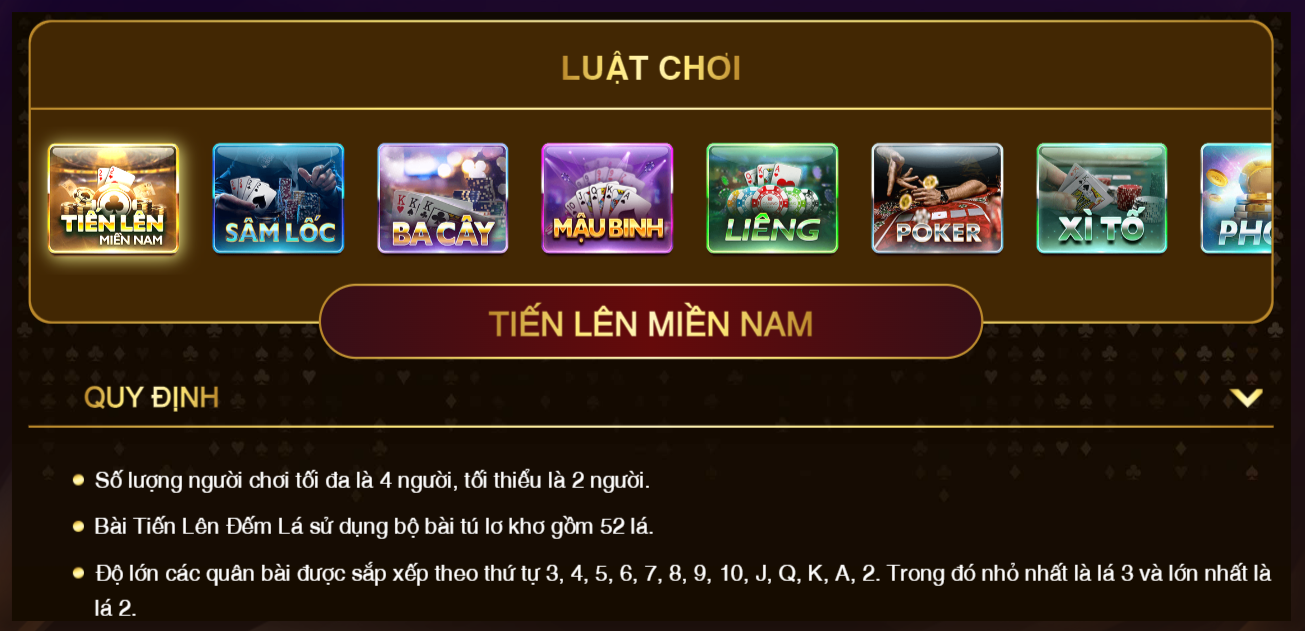 LUẬT CHƠI
TIẾN LÊN
MIỀN NAM
SÂM LỐC
BA CÂY
MẬU BINH
LIÊNG
POKER
XÌ TỐ
TIẾN LÊN MIỀN NAM
QUY ĐỊNH
Số lượng người chơi tối đa là 4 người, tối thiểu là 2 người.
Bài Tiến Lên Đếm Lá sử dụng bộ bài tú lơ khơ gồm 52 lá.
Độ lớn các quân bài được sắp xếp theo thứ tự 3, 4, 5, 6, 7, 8, 9, 10, J, Q, K, A, 2. Trong đó nhỏ nhất là lá 3 và lớn nhất là
lá 2.